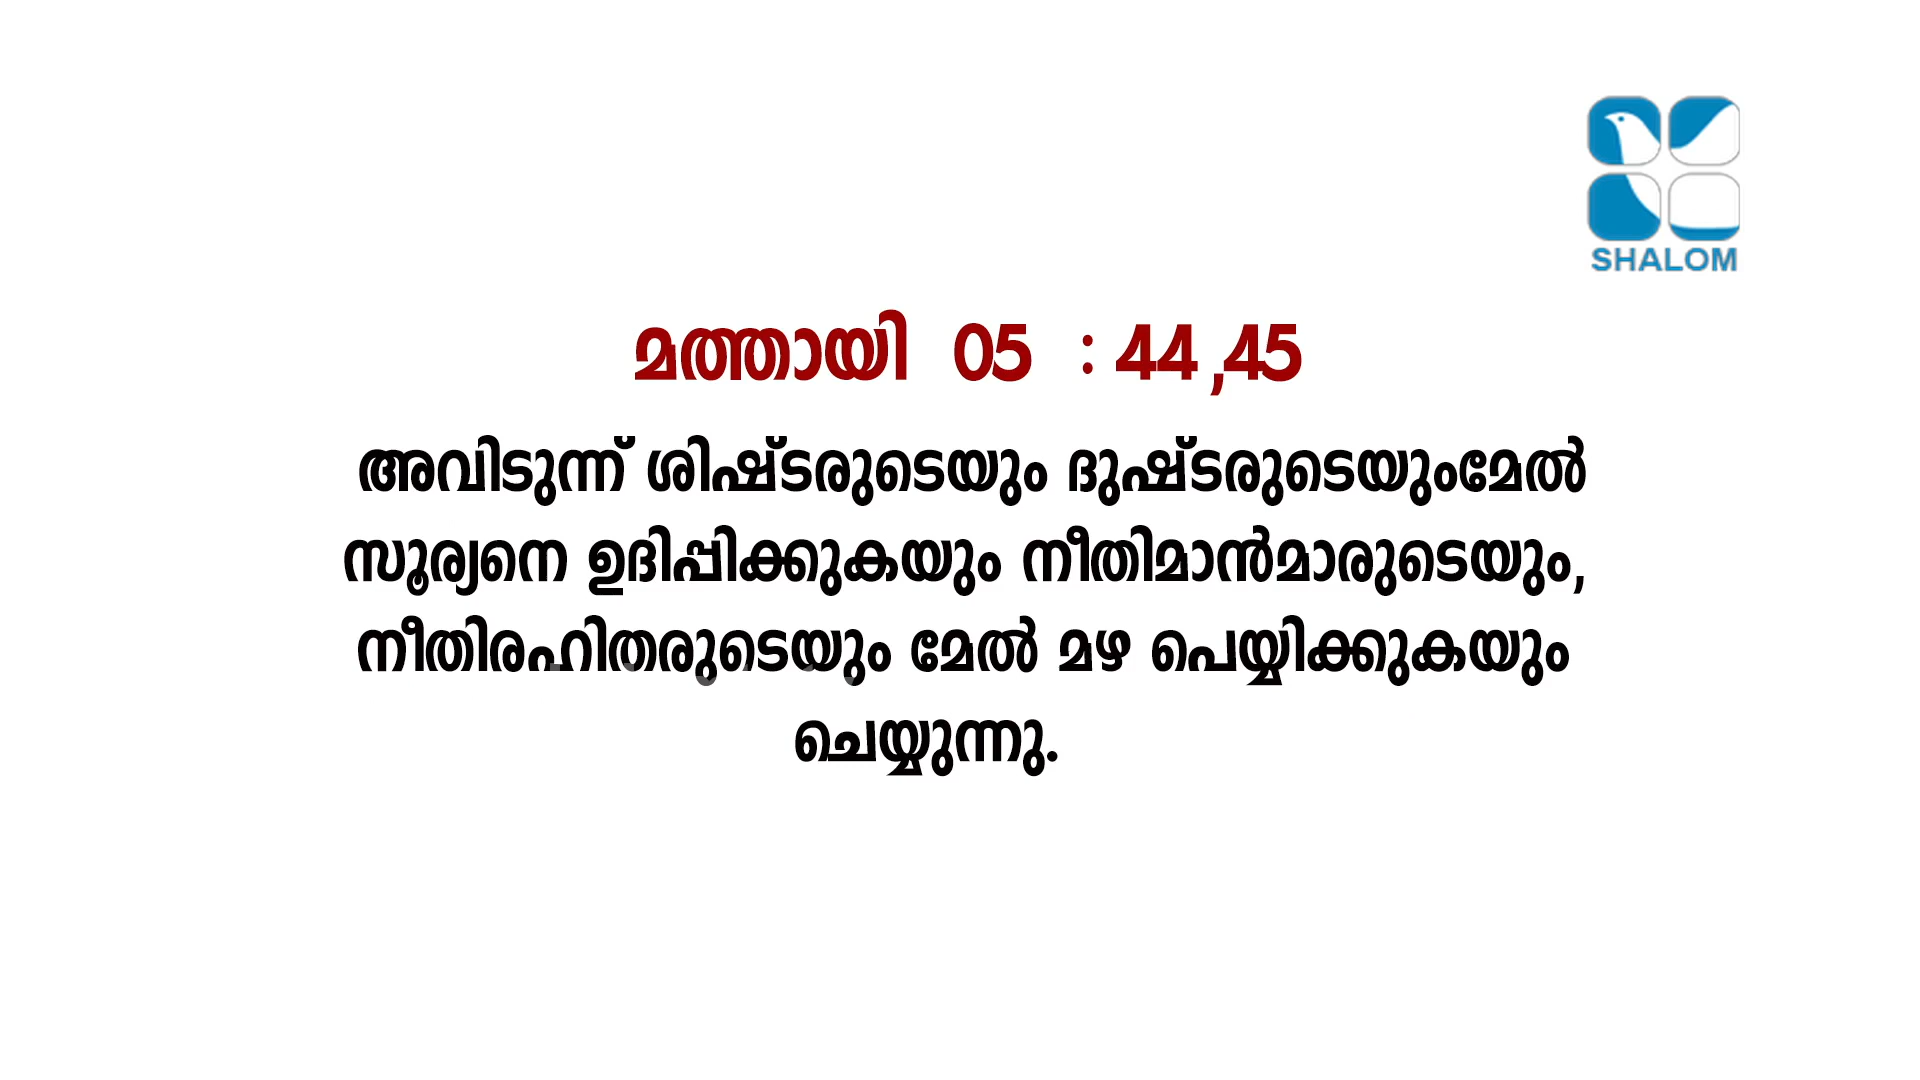 SHALOM
മത്തായി 05 : 44 ,45
അവിടുന്ന് ശിഷ്ടരുടെയും ദുഷ്ടരുടെയുംമേൽ
സൂര്യനെ ഉദിപ്പിക്കുകയും നീതിമാൻമാരുടെയും,
നീതിരഹിതരുടെയും മേൽ മഴ പെയ്യിക്കുകയും
ചെയ്യുന്നു.